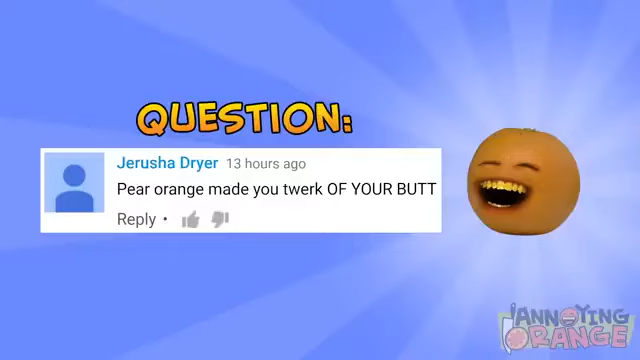 QUESTION:
Jerusha Dryer 13 hours ago
Pear orange made you twerk OF YOUR BUTT
Reply •
ANNOYING
ORANGE